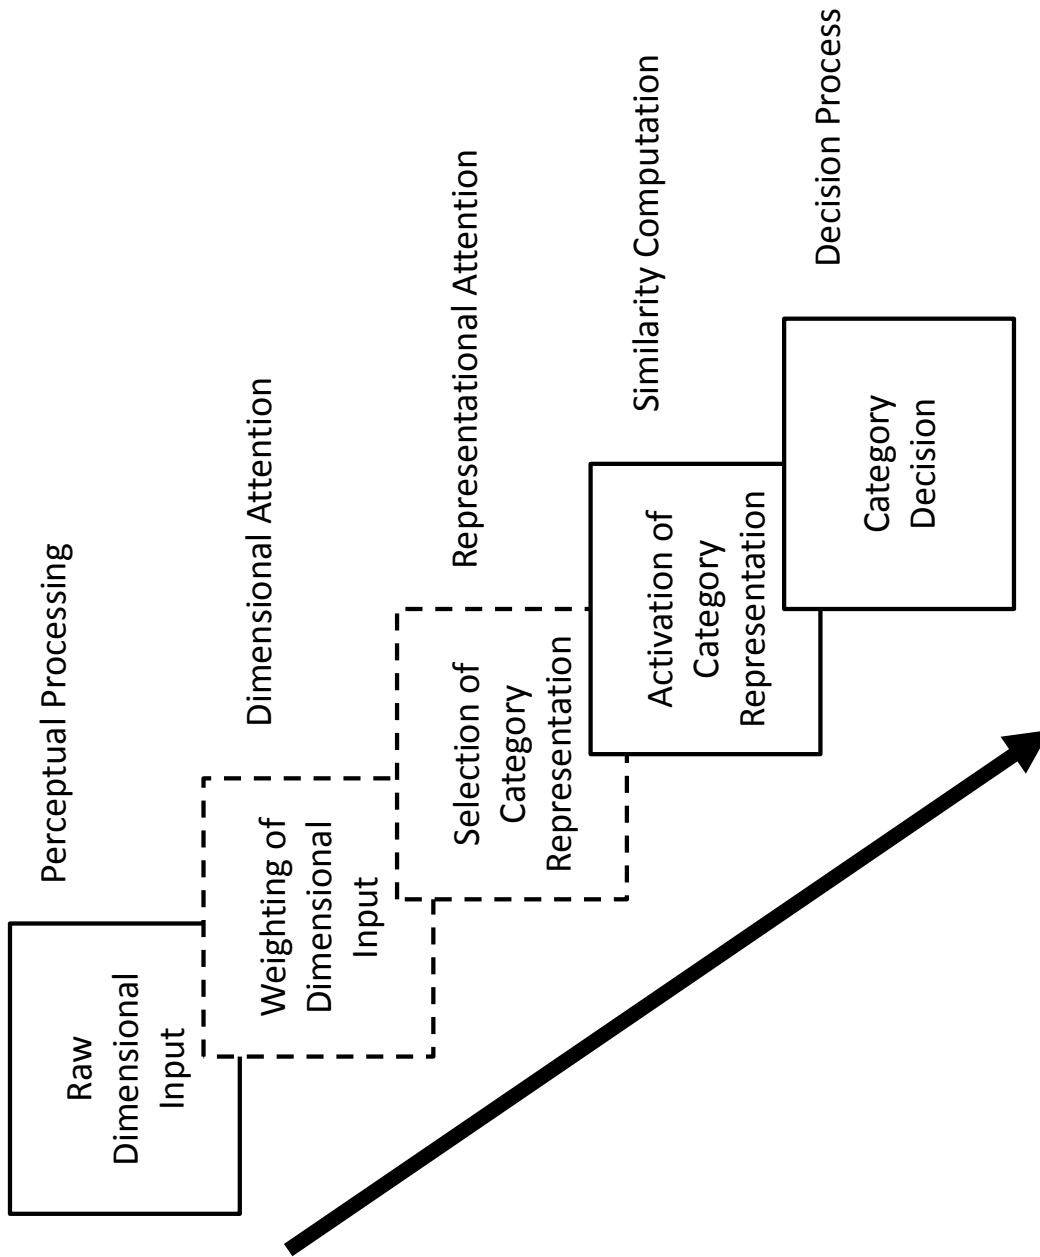 Raw
Dimensional
Input
Perceptual Processing
Weighting of
Dimensional
Input
Dimensional Attention
Selection of
Category
Representation
Representational Attention
Activation of
Category
Representation
Similarity Computation
Category
Decision
Decision Process